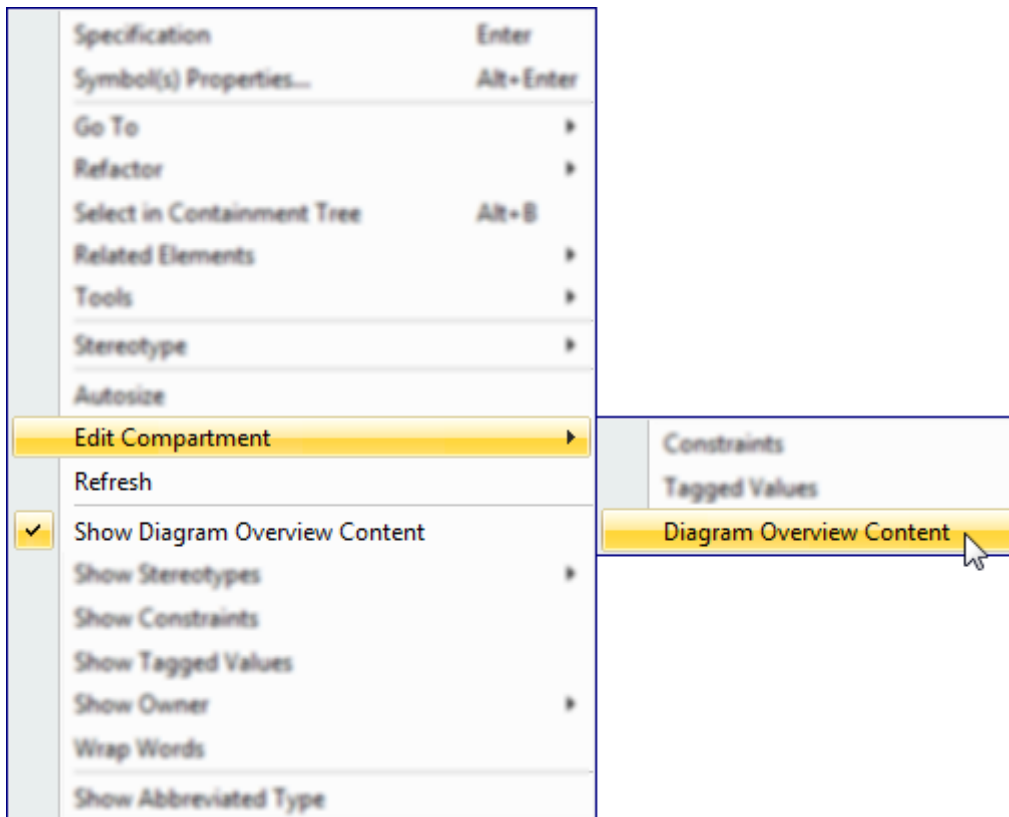 Specification Enter
Symbol(s) Properties... Alt+Enter
Go To
Refactor
Select in Containment Tree Alt+B
Related Elements
Tools
Stereotype
Autosize
Edit Compartment
Refresh
Show Diagram Overview Content
Show Stereotypes
Show Constraints
Show Tagged Values
Show Owner
Wrap Words
Show Abbreviated Type
Constraints
Tagged Values
Diagram Overview Content